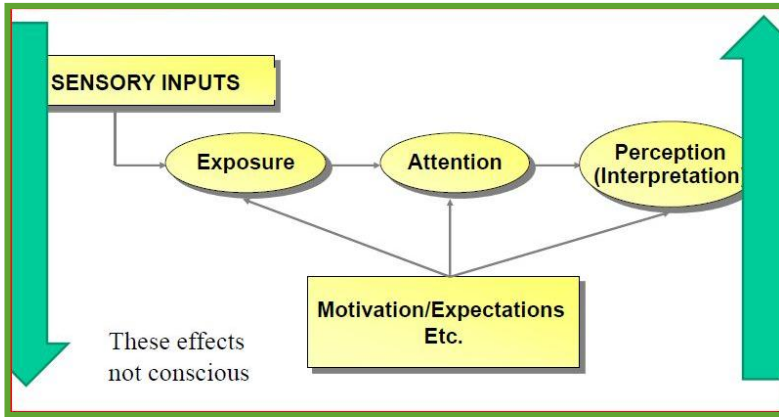 SENSORY INPUTS
Exposure
Attention
Perception
(Interpretation)
Motivation/Expectations
Etc.
These effects
not conscious